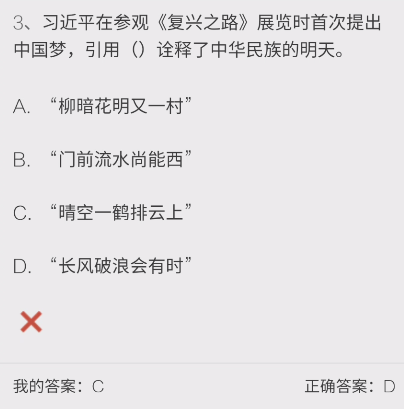 3、习近平在参观《复兴之路》展览时首次提出
中国梦，引用（）诠释了中华民族的明天。
A. “柳暗花明又一村”
B. “门前流水尚能西”
C. “晴空一鹤排云上”
D. “长风破浪会有时”
我的答案：C
正确答案：D